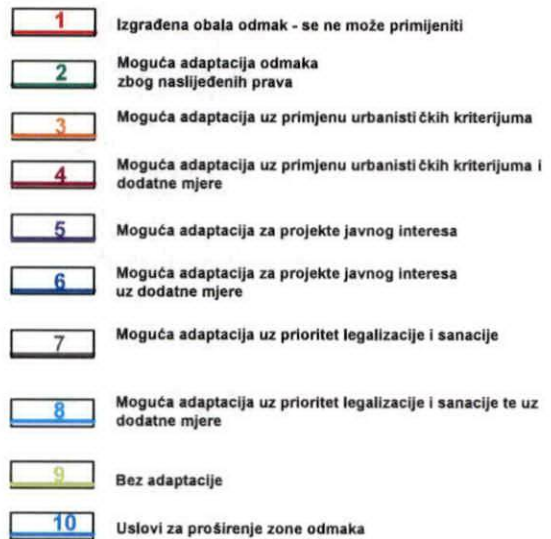 1 Izgrađena obala odmak - se ne može primijeniti
2 Moguća adaptacija odmaka
zbog naslijeđenih prava
3 Moguća adaptacija uz primjenu urbanističkih kriterijuma
4 Moguća adaptacija uz primjenu urbanističkih kriterijuma i
dodatne mjere
5 Moguća adaptacija za projekte javnog interesa
6 Moguća adaptacija za projekte javnog interesa
uz dodatne mjere
7 Moguća adaptacija uz prioritet legalizacije i sanacije
8 Moguća adaptacija uz prioritet legalizacije i sanacije te uz
dodatne mjere
9 Bez adaptacije
10 Uslovi za proširenje zone odmaka